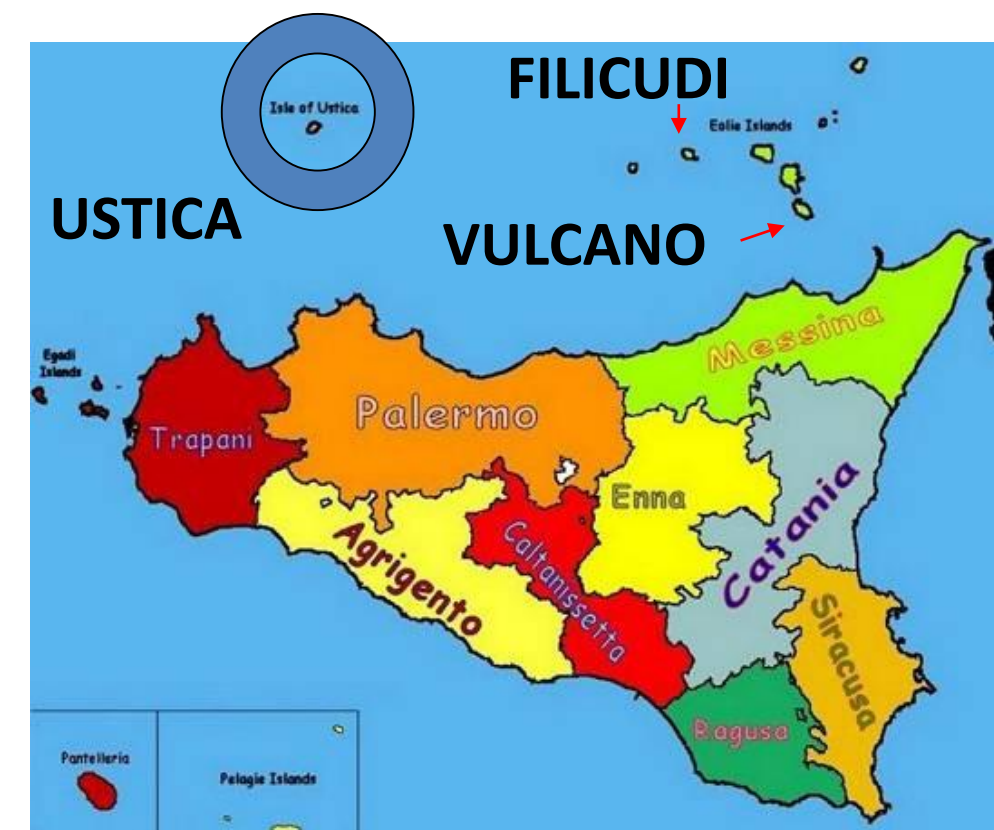 FILICUDI
Isle of Ustica
Eolie Islands
USTICA
VULCANO
Messina
Egadi
Islands
Palermo
Trapani
Enna
Catania
Agrigento
Caltanissetta
Siracusa
Ragusa
Pantelleria
Pelagie Islands